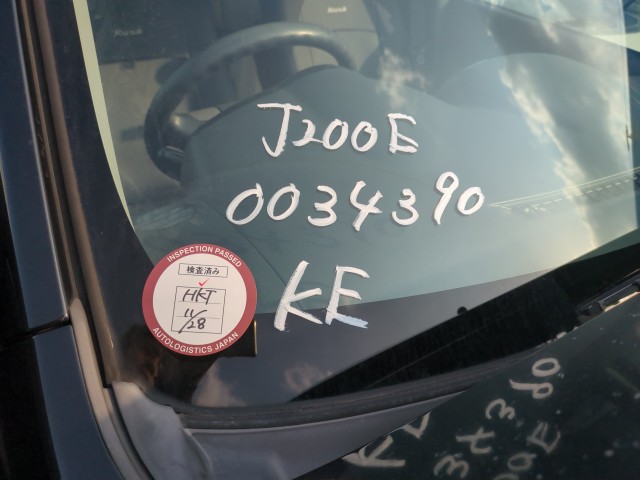 J200E
0034390
KE
INSPECTION PASSED
検査済み
HKT
11/28
AUTOLOGISTICS JAPAN